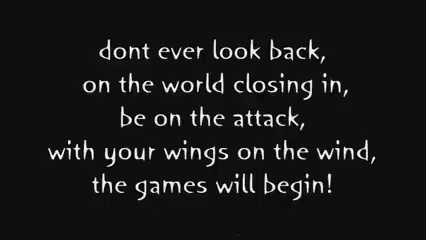 dont ever look back,
on the world closing in,
be on the attack,
with your wings on the wind,
the games will begin!